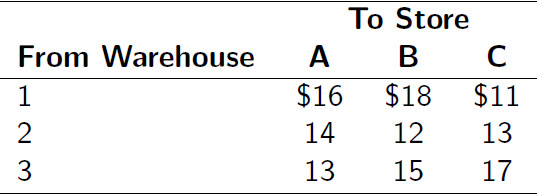 To Store
From Warehouse A B C
1 $16 $18 $11
2 14 12 13
3 13 15 17